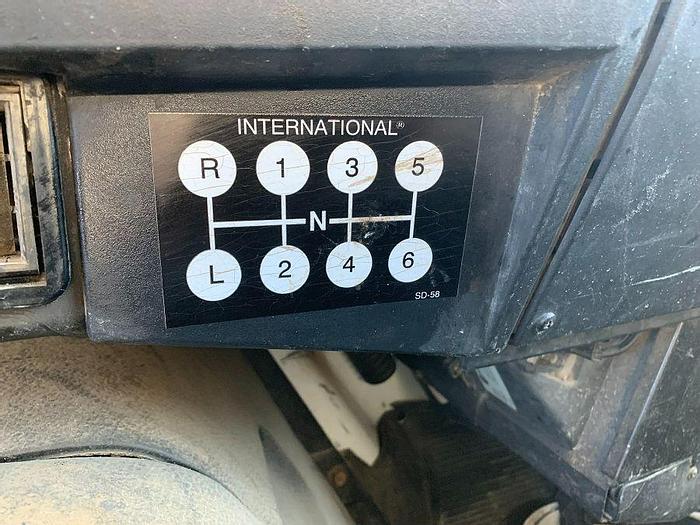 INTERNATIONAL®
R 1 3 5
N
L 2 4 6
SD-58